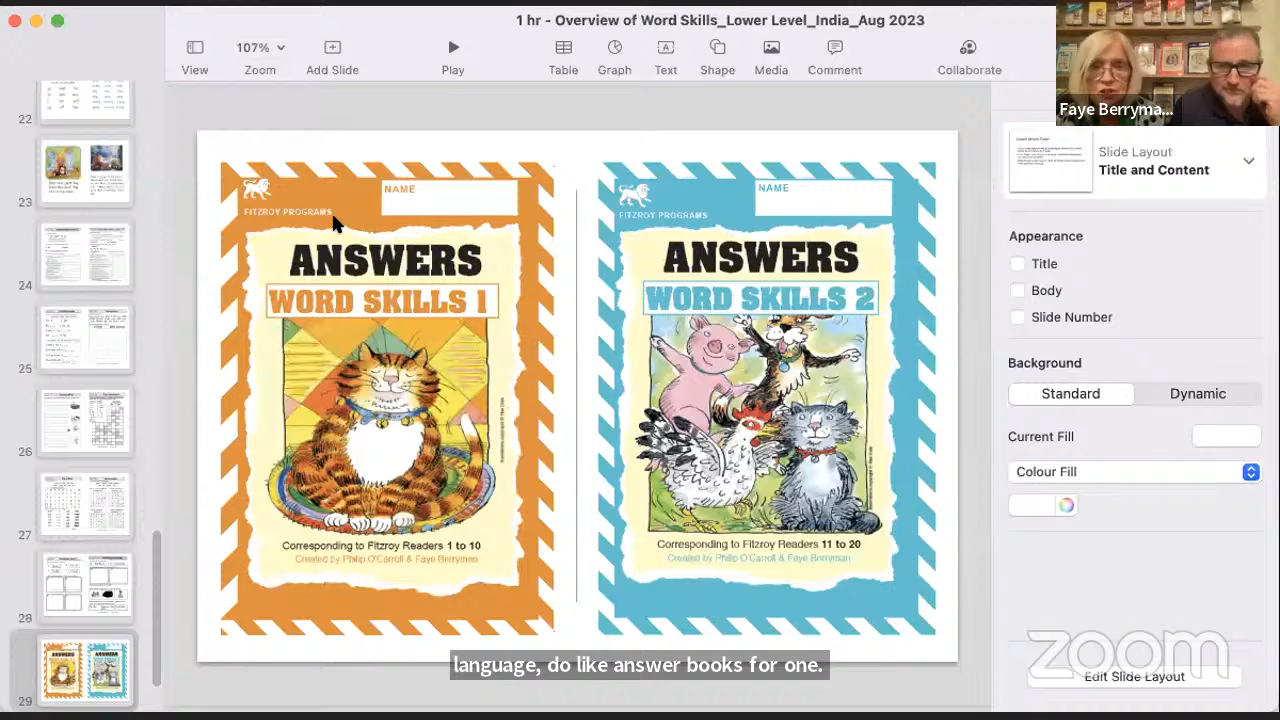 1 hr - Overview of Word Skills_Lower Level_India_Aug 2023
107%
View
Zoom
Add Slide
Play
Table
Graph
Text
Shape
Media
Comment
Collaborate
Faye Berryma...
22
23
24
25
26
27
28
29
NAME
FITZROY PROGRAMS
ANSWERS
WORD SKILLS 1
Corresponding to Fitzroy Readers 1 to 10
Created by Philip O'Carroll & Faye Berryman
NAME
FITZROY PROGRAMS
ANSWERS
WORD SKILLS 2
Corresponding to Fitzroy Readers 11 to 20
Created by Philip O'Carroll & Faye Berryman
language, do like answer books for one.
Slide Layout
Title and Content
Appearance
Title
Body
Slide Number
Background
Standard
Dynamic
Current Fill
Colour Fill
zoom
Edit Slide Layout